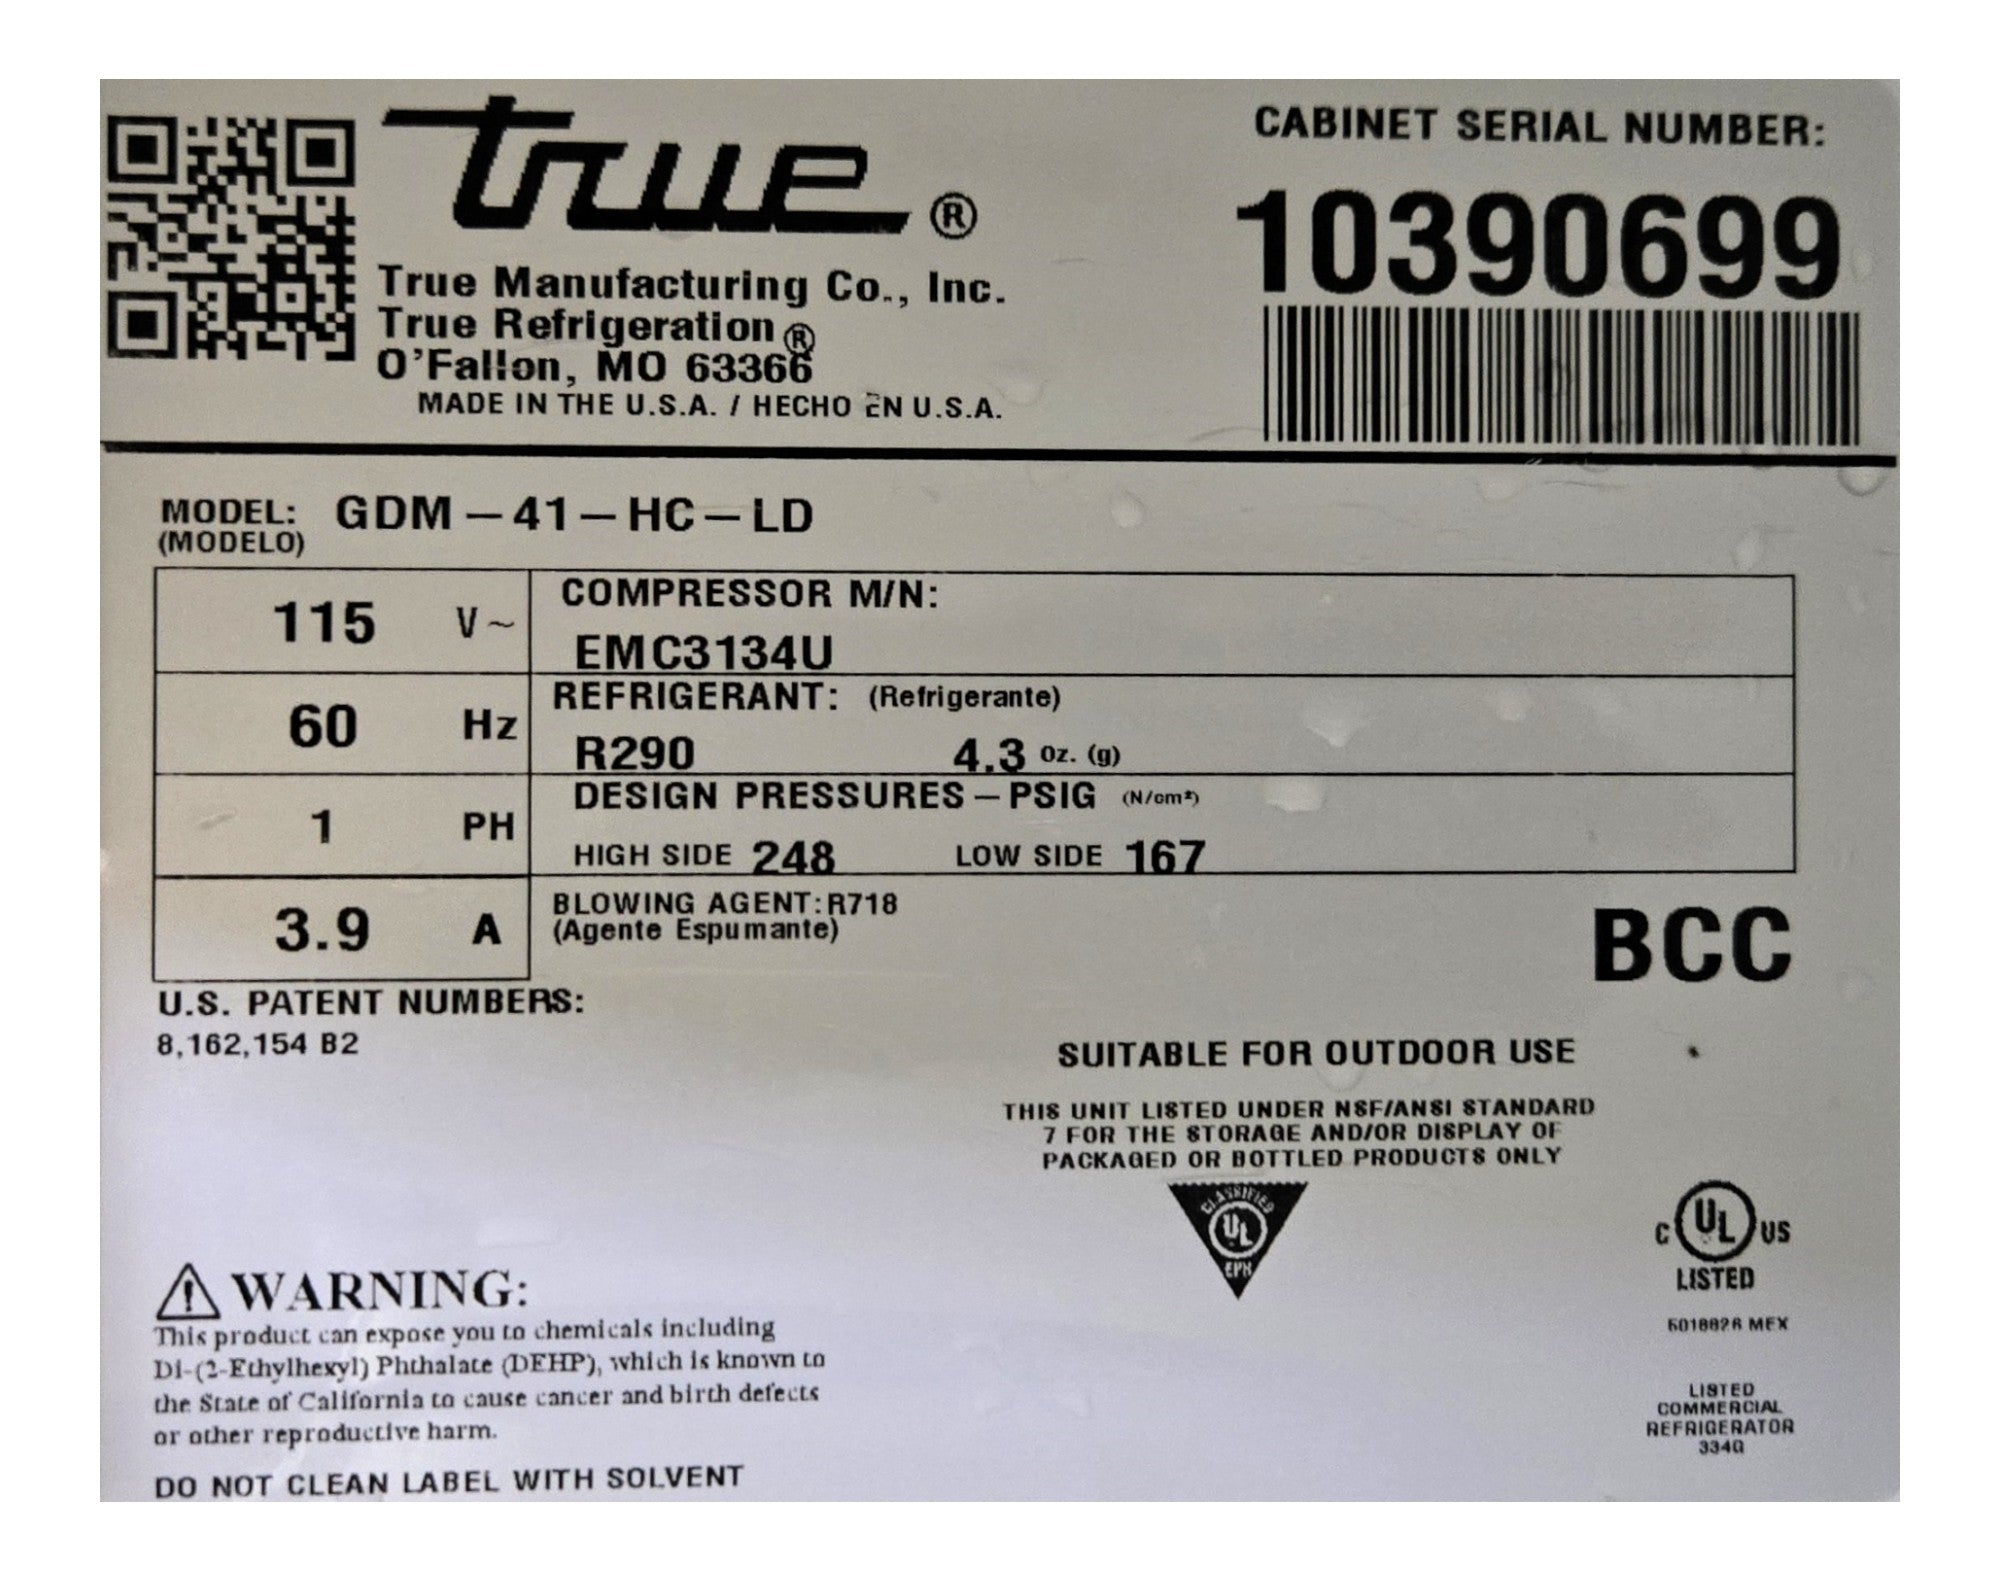 true®
True Manufacturing Co., Inc.
True Refrigeration®
O'Fallon, MO 63366
MADE IN THE U.S.A. / HECHO EN U.S.A.
CABINET SERIAL NUMBER:
10390699
MODEL: GDM-41-HC-LD
(MODELO)
115 V~
60 Hz
1 PH
3.9 A
COMPRESSOR M/N:
EMC3134U
REFRIGERANT: (Refrigerante)
R290 4.3 Oz. (g)
DESIGN PRESSURES-PSIG (N/cm²)
HIGH SIDE 248 LOW SIDE 167
BLOWING AGENT:R718
(Agente Espumante)
BCC
U.S. PATENT NUMBERS:
8,162,154 B2
SUITABLE FOR OUTDOOR USE
THIS UNIT LISTED UNDER NSF/ANSI STANDARD
7 FOR THE STORAGE AND/OR DISPLAY OF
PACKAGED OR BOTTLED PRODUCTS ONLY
CLASSIFIED
UL
EPH
C UL US
LISTED
MEX
LISTED
COMMERCIAL
REFRIGERATOR
334G
WARNING:
This product can expose you to chemicals including
Di-(2-Ethylhexyl) Phthalate (DEHP), which is known to
the State of California to cause cancer and birth defects
or other reproductive harm.
DO NOT CLEAN LABEL WITH SOLVENT